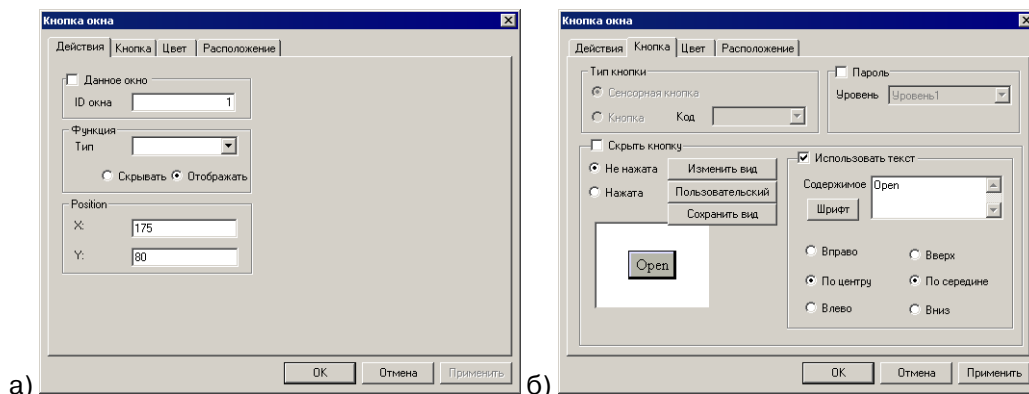 Кнопка окна
Действия Кнопка Цвет Расположение
Данное окно
ID окна 1
Функция
Тип
Скрывать Отображать
Position
X: 175
Y: 80
OK Отмена Применить
а)
Кнопка окна
Действия Кнопка Цвет Расположение
Тип кнопки
Сенсорная кнопка
Кнопка Код
Пароль
Уровень Уровень1
Скрыть кнопку
Не нажата Изменить вид
Нажата Пользовательский
Сохранить вид
Open
Использовать текст
Содержимое Open
Шрифт
Вправо Вверх
По центру По середине
Влево Вниз
OK Отмена Применить
б)